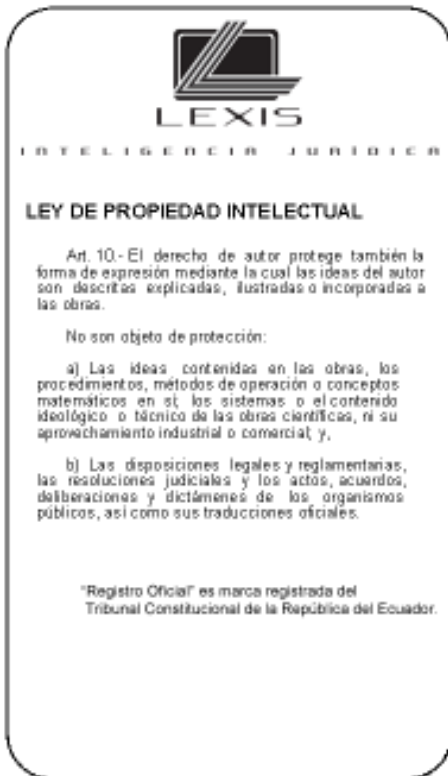 LEXIS
INTELIGENCIA JURÍDICA
LEY DE PROPIEDAD INTELECTUAL
Art. 10.- El derecho de autor protege también la
forma de expresión mediante la cual las ideas del autor
son descritas explicadas, ilustradas o incorporadas a
las obras.
No son objeto de protección:
a) Las ideas contenidas en las obras, los
procedimientos, métodos de operación o conceptos
matemáticos en sí; los sistemas o el contenido
ideológico o técnico de las obras científicas, ni su
aprovechamiento industrial o comercial; y,
b) Las disposiciones legales y reglamentarias,
las resoluciones judiciales y los actos, acuerdos,
deliberaciones y dictámenes de los organismos
públicos, así como sus traducciones oficiales.
"Registro Oficial" es marca registrada del
Tribunal Constitucional de la República del Ecuador.